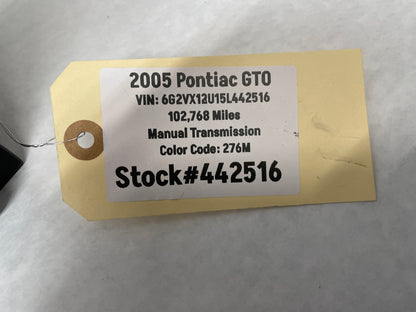 2005 Pontiac GTO
VIN: 6G2VX12U15L442516
102,768 Miles
Manual Transmission
Color Code: 276M
Stock#442516